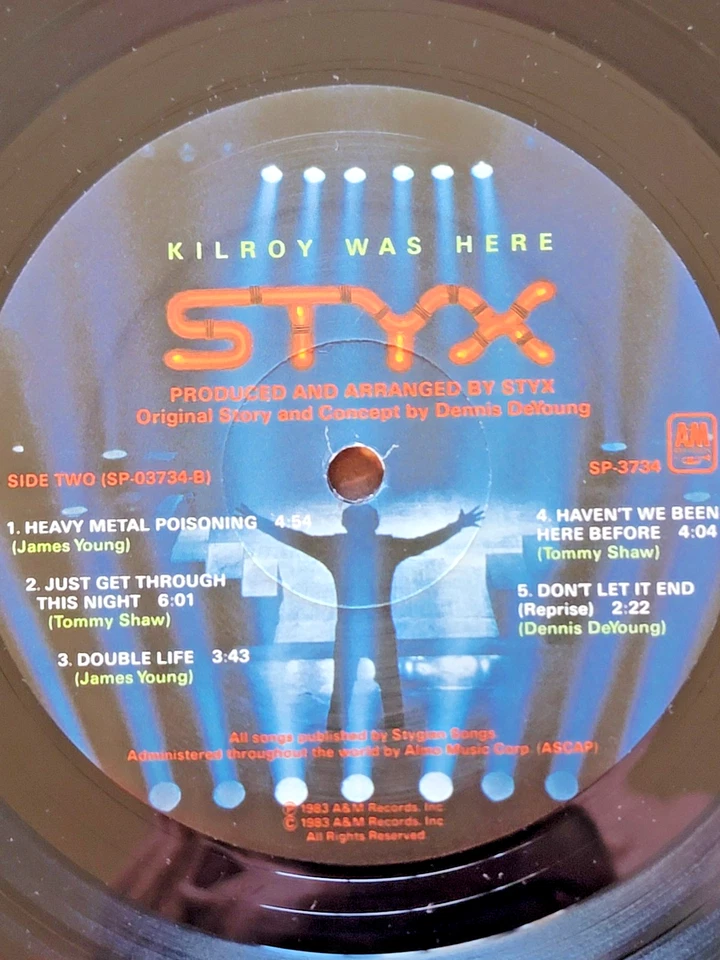 KILROY WAS HERE
STYX
PRODUCED AND ARRANGED BY STYX
Original Story and Concept by Dennis DeYoung
AM
SIDE TWO (SP-03734-B)
SP-3734
1. HEAVY METAL POISONING 4:54
(James Young)
2. JUST GET THROUGH
THIS NIGHT 6:01
(Tommy Shaw)
3. DOUBLE LIFE 3:43
(James Young)
4. HAVEN'T WE BEEN
HERE BEFORE 4:04
(Tommy Shaw)
5. DON'T LET IT END
(Reprise) 2:22
(Dennis DeYoung)
All songs published by Stygian Songs
Administered throughout the world by Almo Music Corp. (ASCAP)
℗ 1983 A&M Records, Inc.
© 1983 A&M Records, Inc.
All Rights Reserved